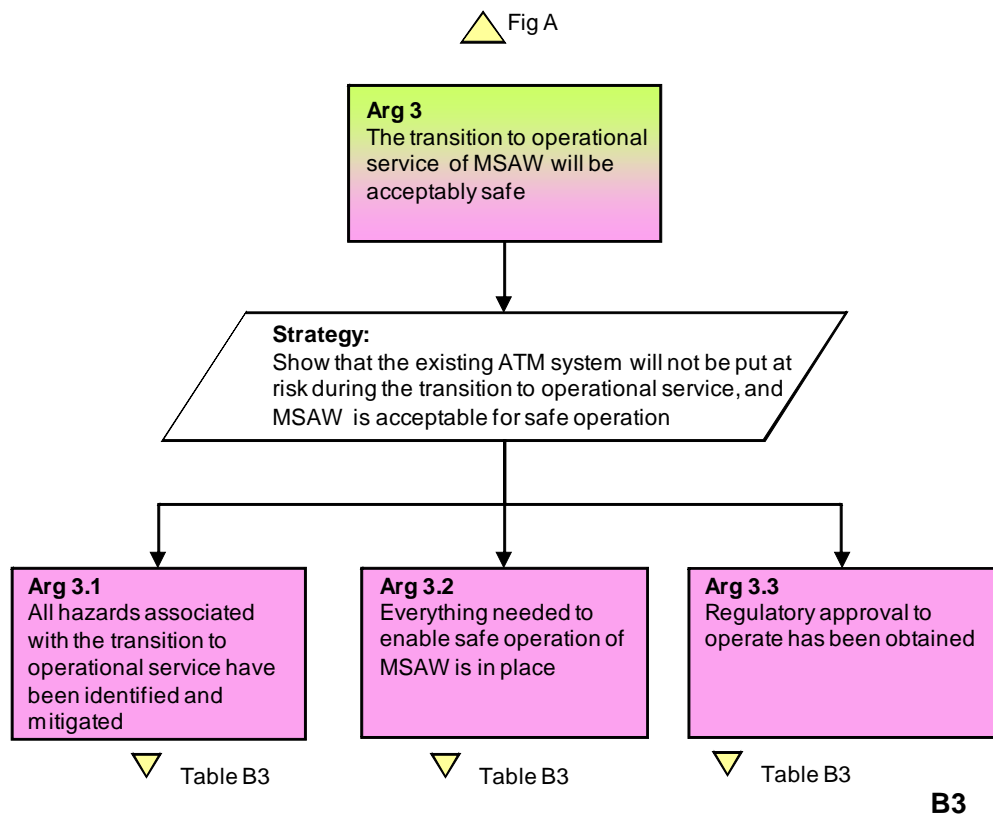 Fig A
Arg 3
The transition to operational
service of MSAW will be
acceptably safe
Strategy:
Show that the existing ATM system will not be put at
risk during the transition to operational service, and
MSAW is acceptable for safe operation
Arg 3.1
All hazards associated
with the transition to
operational service have
been identified and
mitigated
Arg 3.2
Everything needed to
enable safe operation of
MSAW is in place
Arg 3.3
Regulatory approval to
operate has been obtained
Table B3
Table B3
Table B3
B3